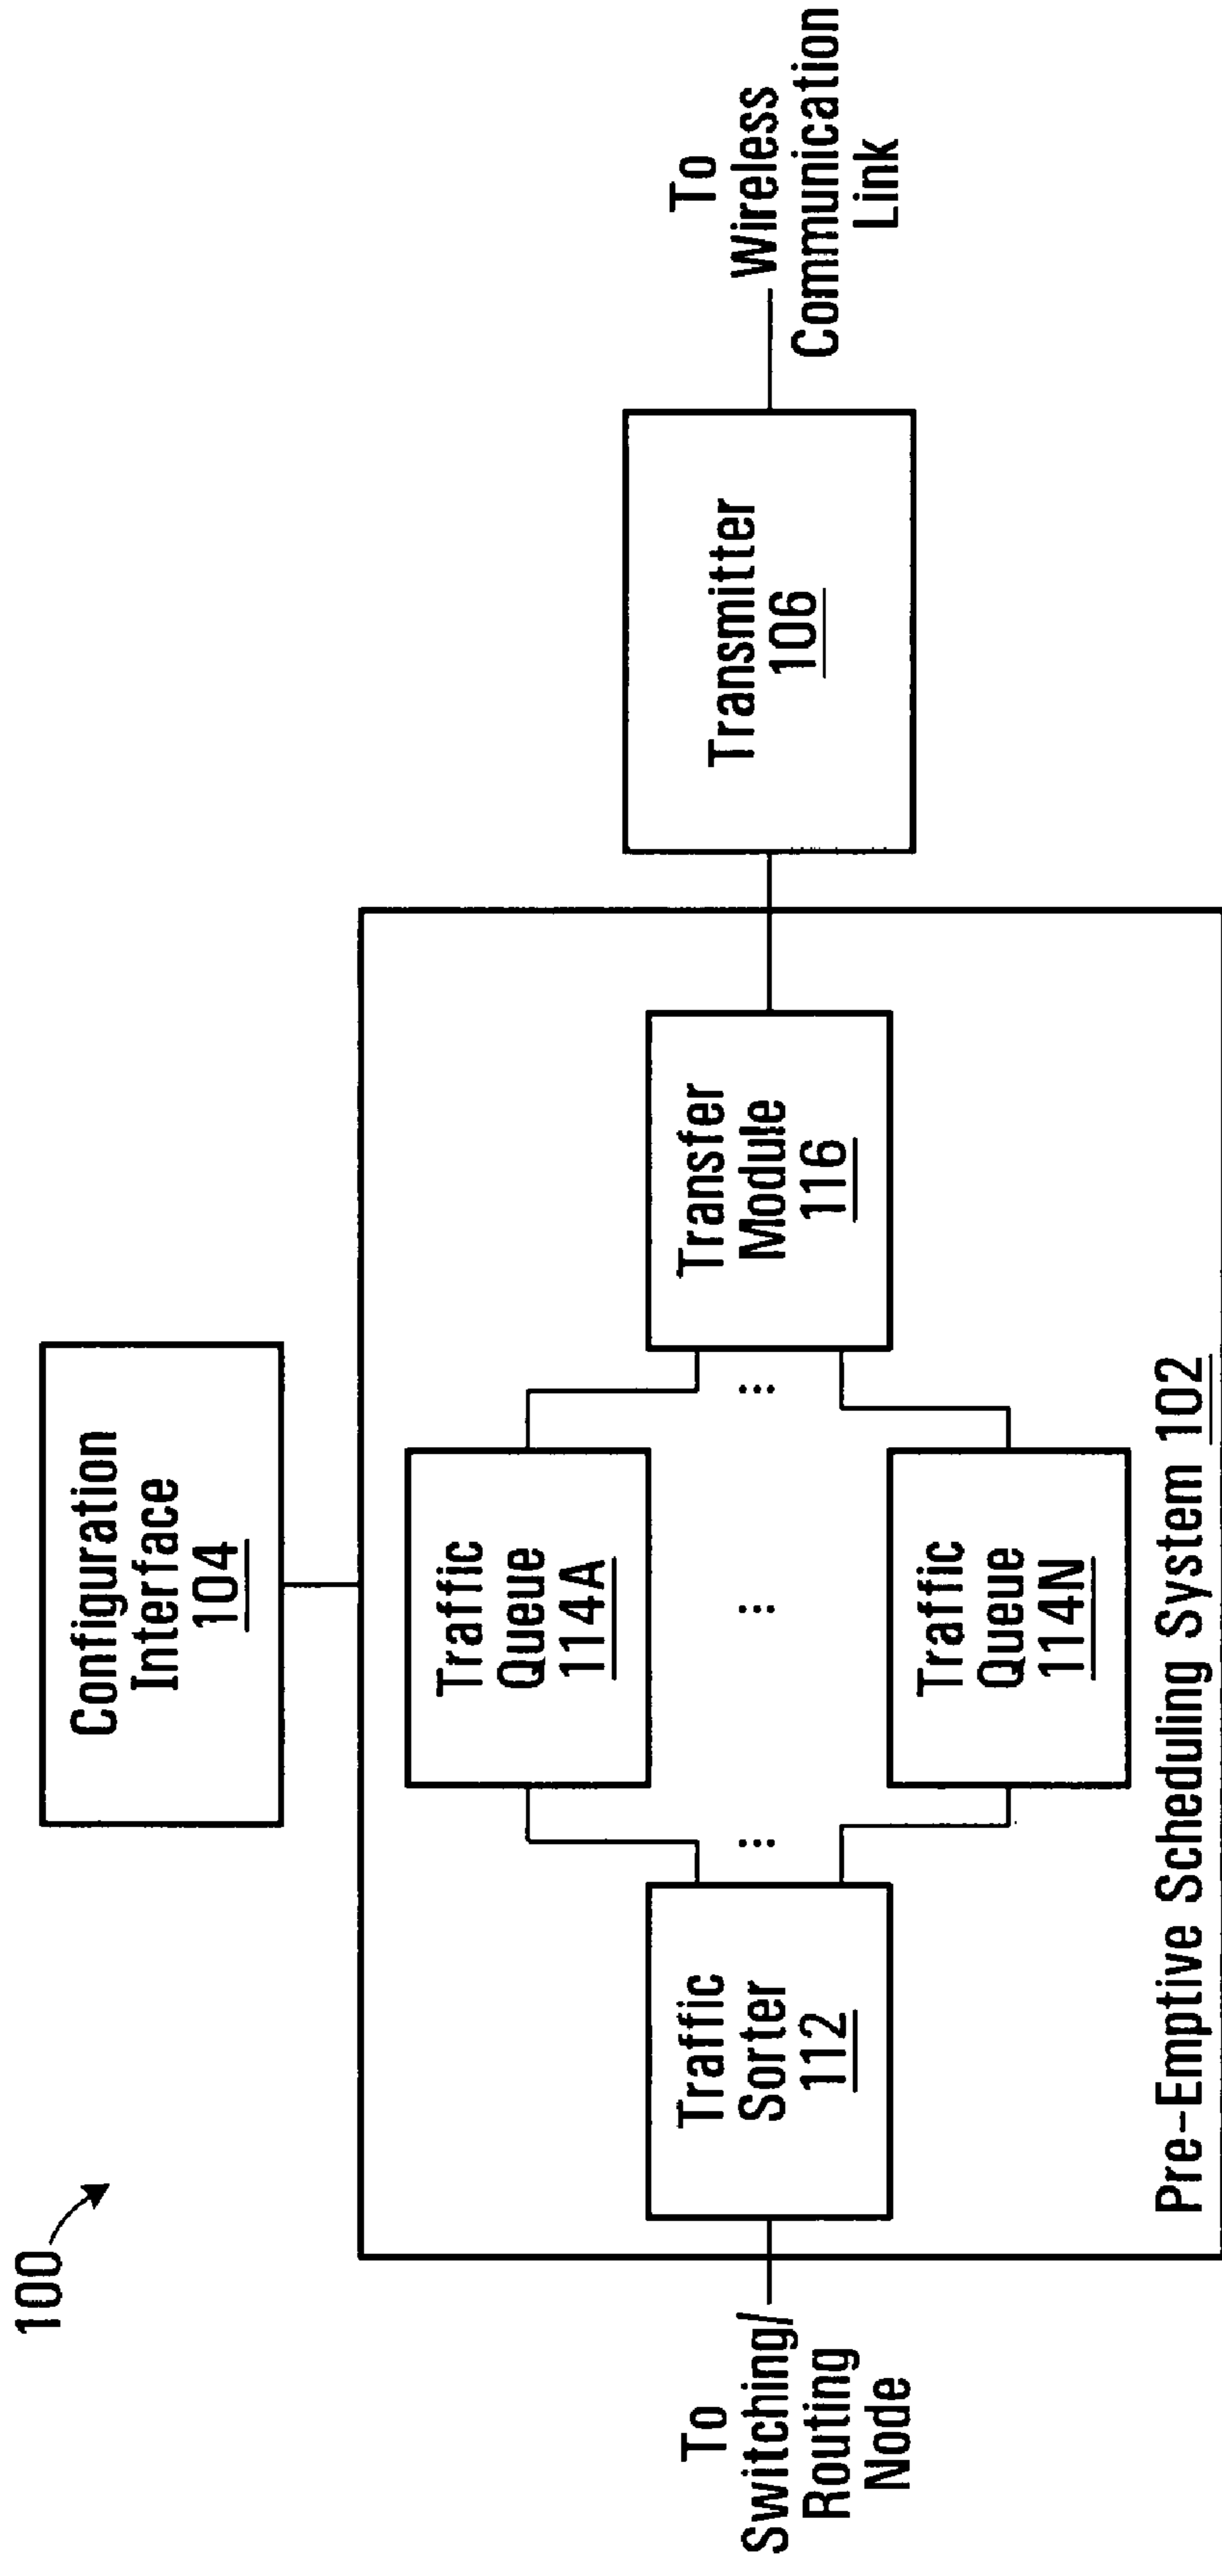 100
Configuration
Interface
104
To
Switching/
Routing
Node
Traffic
Sorter
112
Traffic
Queue
114A
Traffic
Queue
114N
Transfer
Module
116
Pre-Emptive Scheduling System 102
Transmitter
106
To
Wireless
Communication
Link